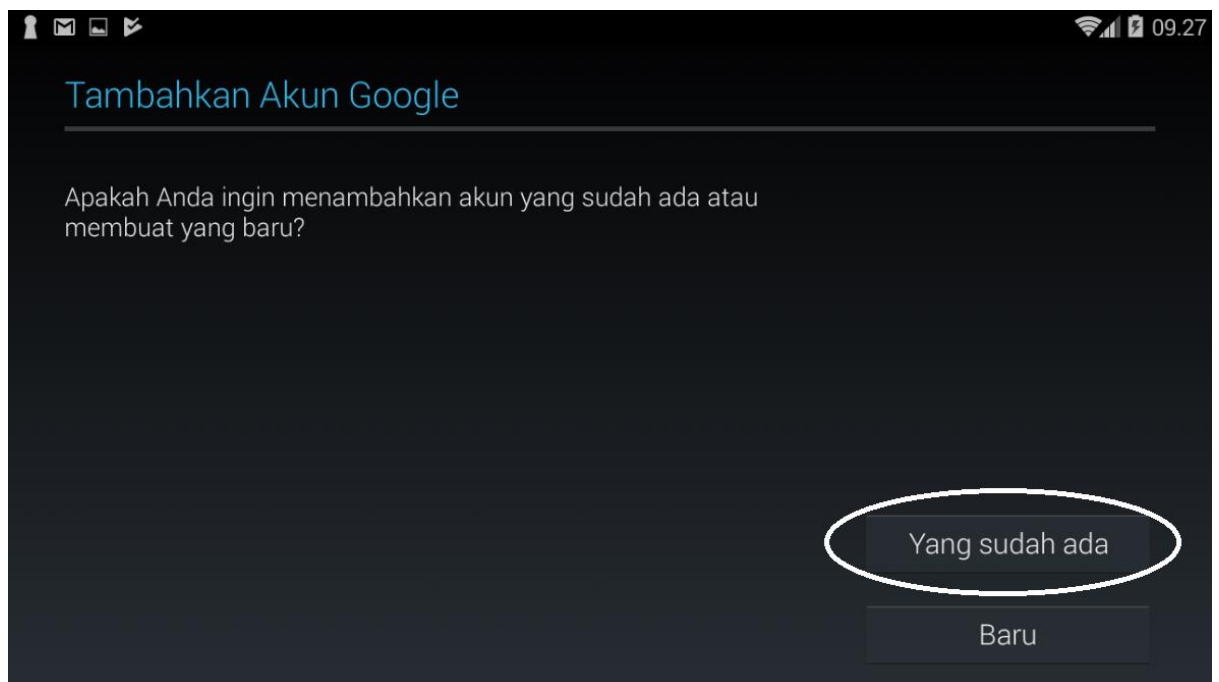 09.27
Tambahkan Akun Google
Apakah Anda ingin menambahkan akun yang sudah ada atau
membuat yang baru?
Yang sudah ada
Baru